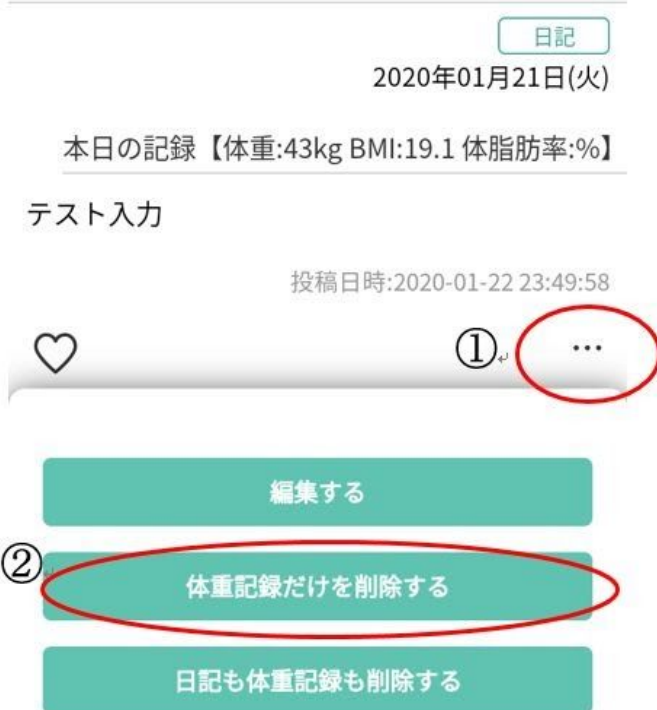 日記
2020年01月21日(火)
本日の記録【体重:43kg BMI:19.1 体脂肪率:%】
テスト入力
投稿日時:2020-01-22 23:49:58
① …
編集する
②
体重記録だけを削除する
日記も体重記録も削除する